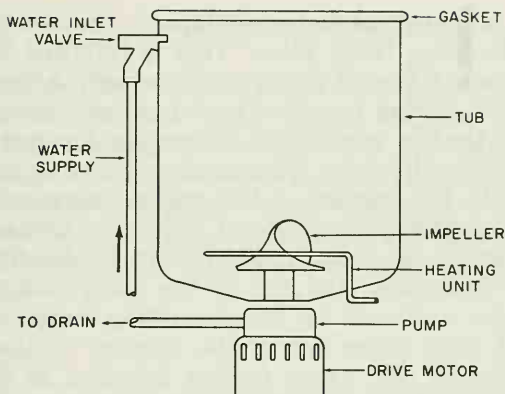 WATER INLET
VALVE
GASKET
TUB
WATER
SUPPLY
IMPELLER
HEATING
UNIT
TO DRAIN
PUMP
DRIVE MOTOR